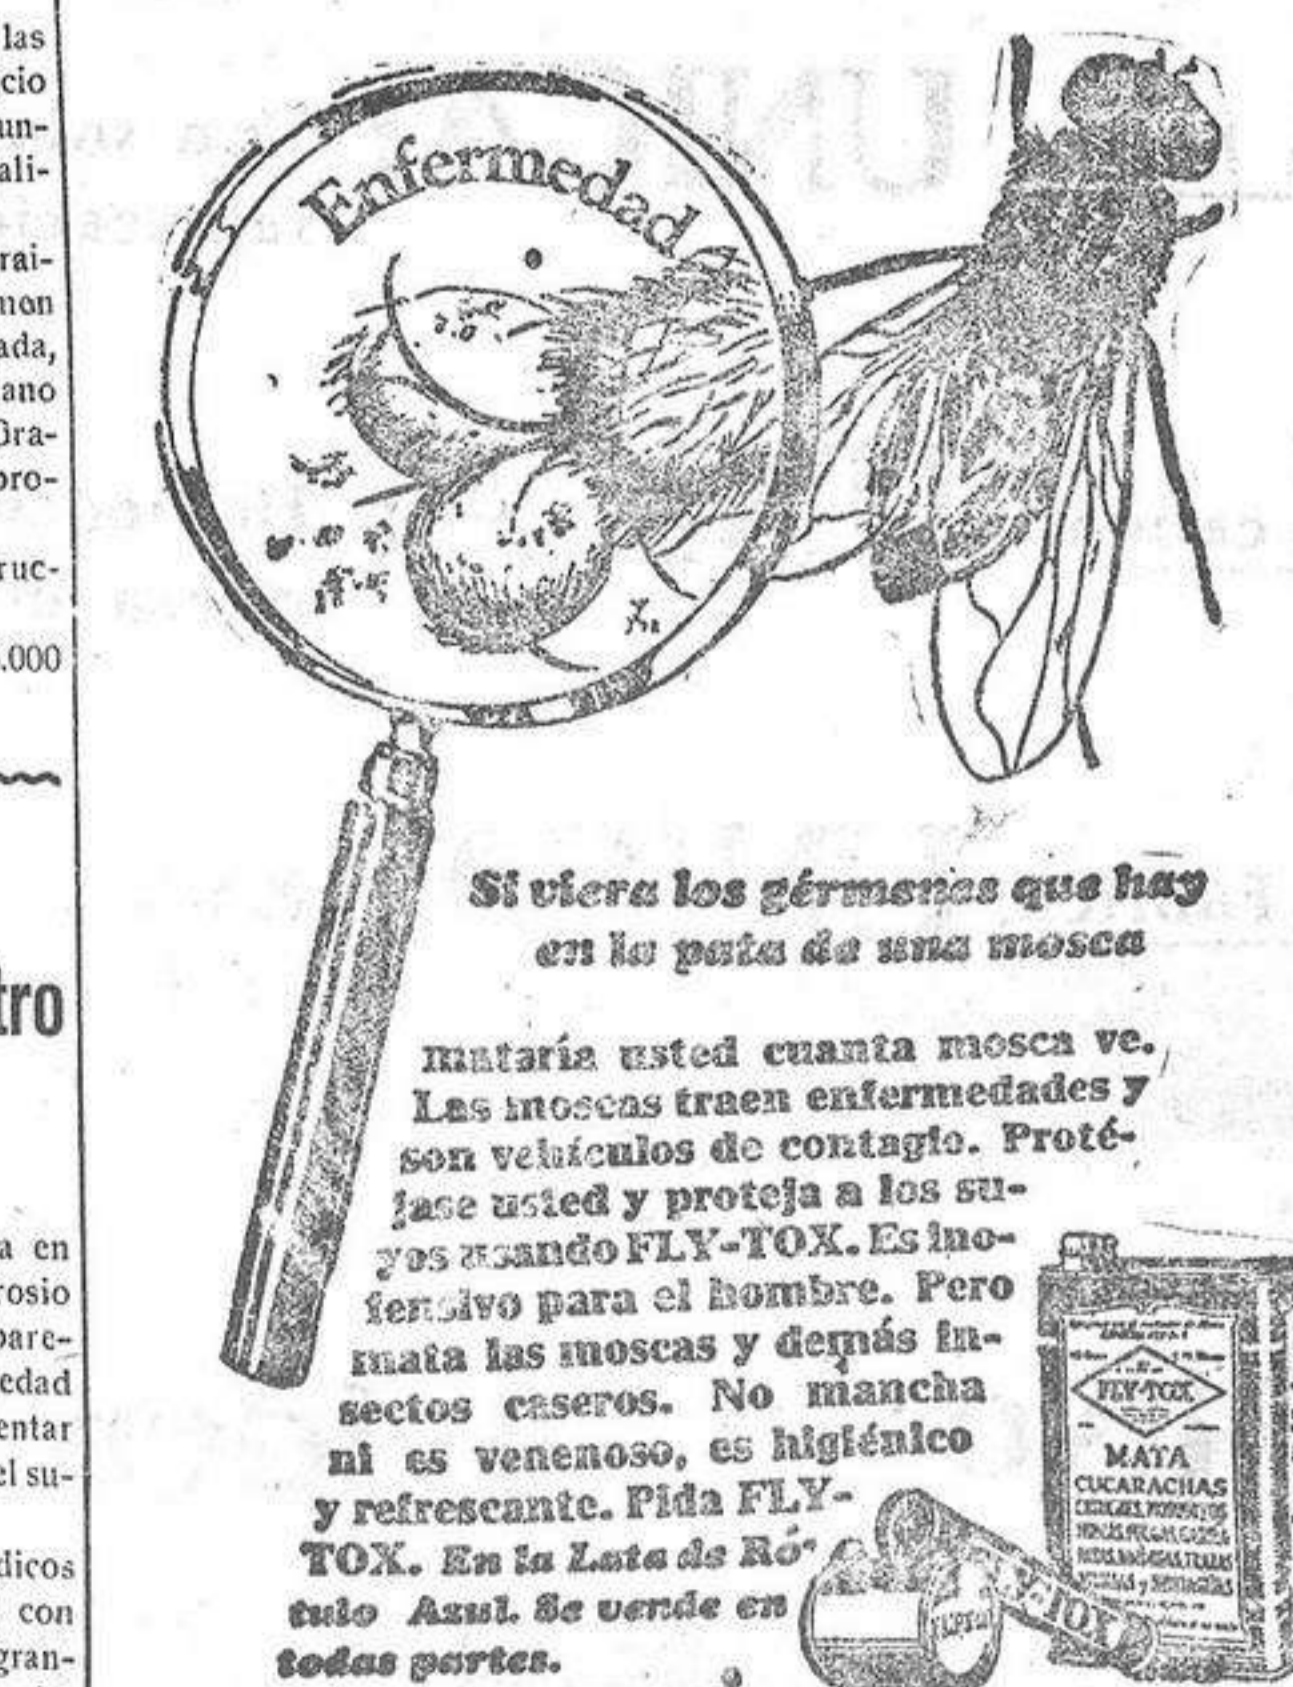 las
cio
un-
ali-
rai-
mon
ada,
ano
Gra-
pro-
ruc-
.000
tro
a en
rosio
pare-
edad
entar
el su-
dicos
con
gran-
Enfermedad
Si viera los gérmenes que hay
en la pata de una mosca
mataría usted cuanta mosca ve.
Las moscas traen enfermedades y
son vehículos de contagio. Proté-
jase usted y proteja a los su-
yos usando FLY-TOX. Es ino-
fensivo para el hombre. Pero
mata las moscas y demás in-
sectos caseros. No mancha
ni es venenoso, es higiénico
y refrescante. Pida FLY-
TOX. En la Lata de Ró-
tulo Azul. Se vende en
todas partes.
FLY-TOX
MATA
CUCARACHAS